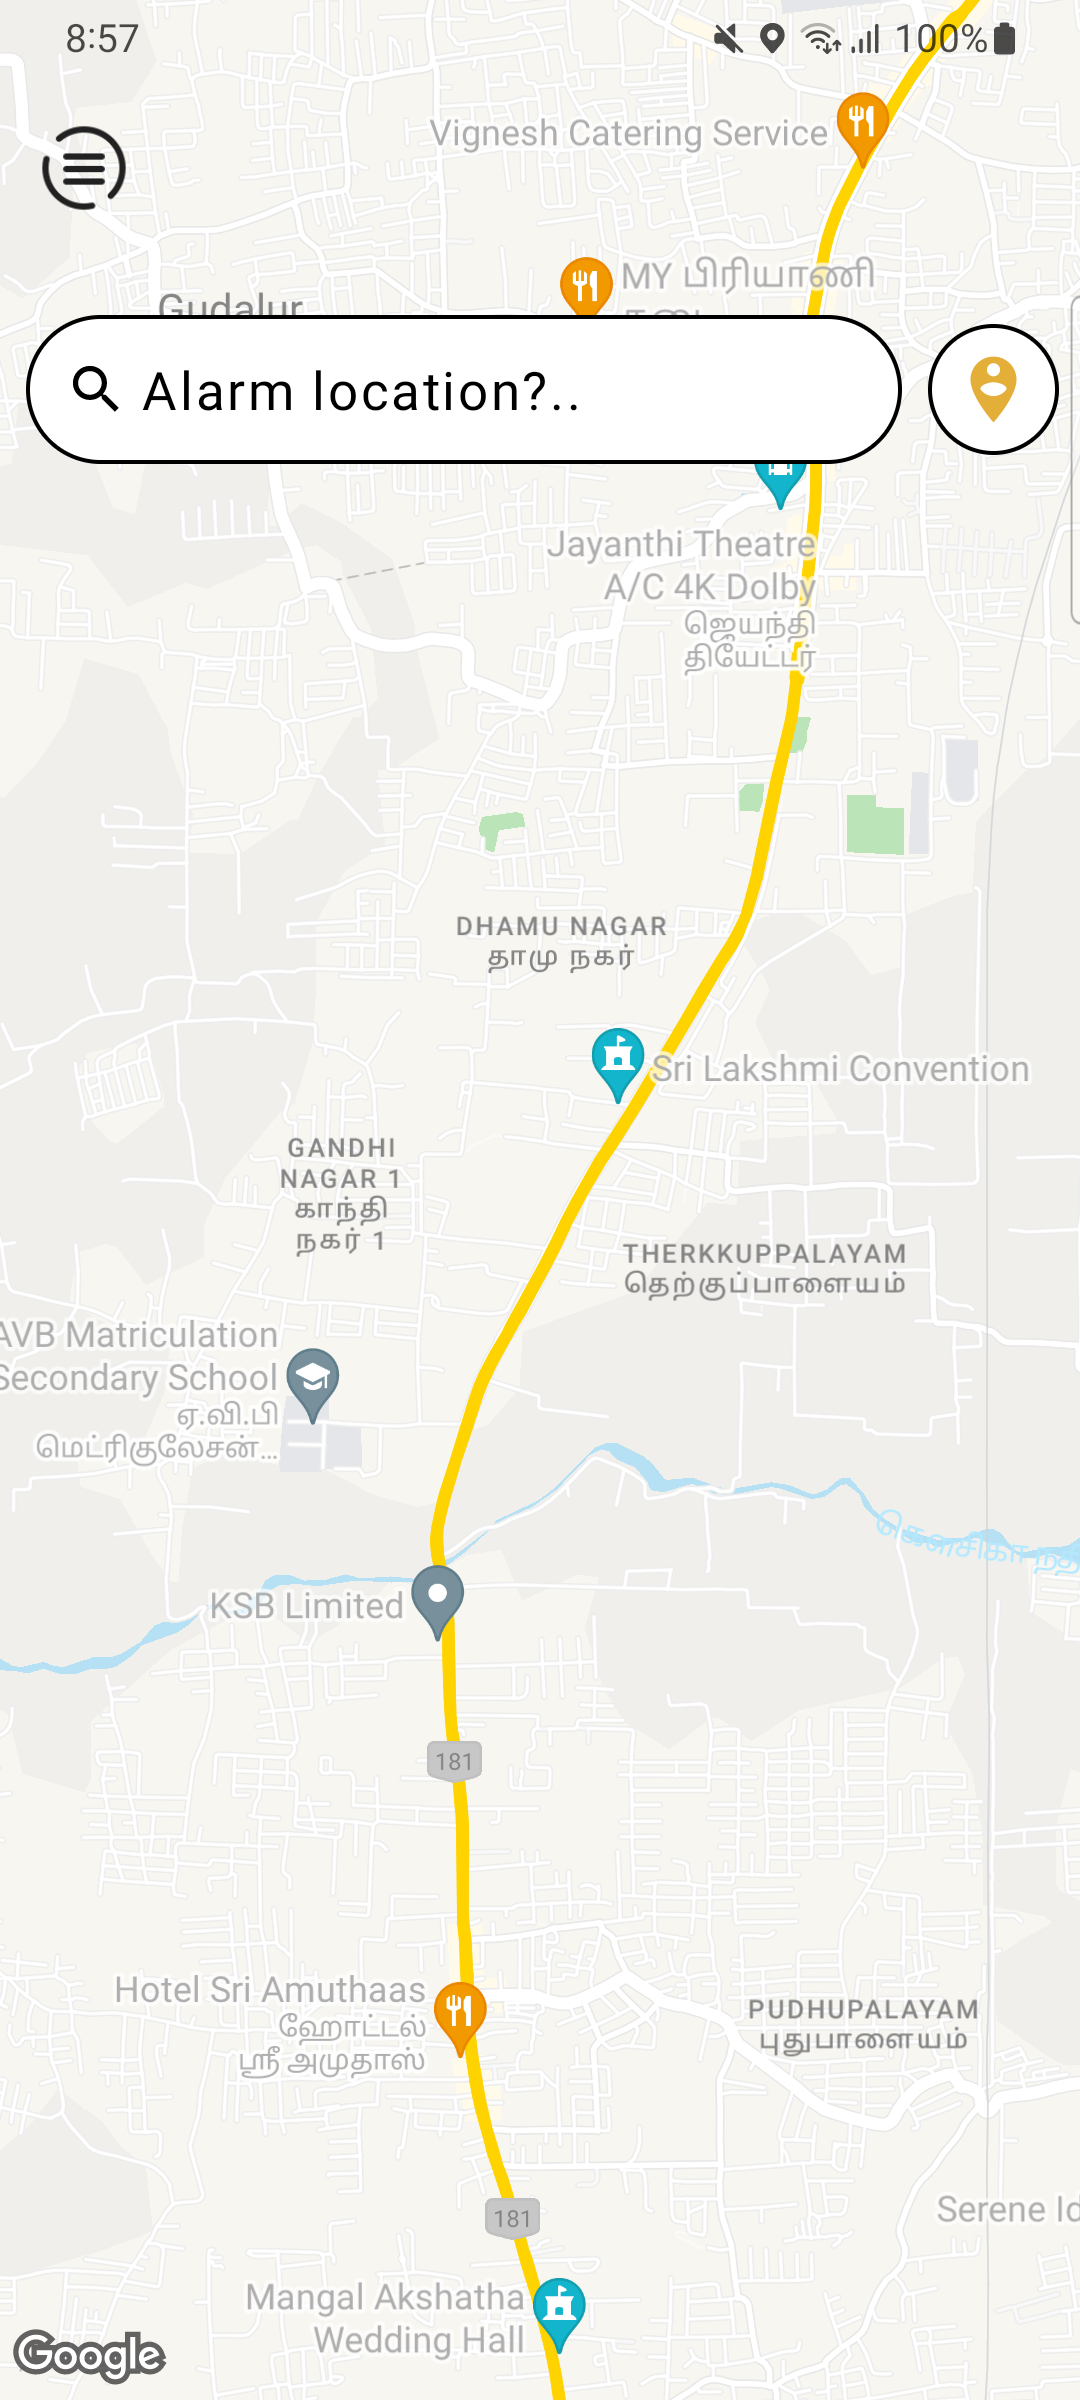 8:57
100%
Vignesh Catering Service
MY பிரியாணி
Gudalur
Alarm location?..
Jayanthi Theatre
A/C 4K Dolby
ஜெயந்தி
தியேட்டர்
DHAMU NAGAR
தாமு நகர்
Sri Lakshmi Convention
GANDHI
NAGAR 1
காந்தி
நகர் 1
THERKKUPPALAYAM
தெற்குப்பாளையம்
AVB Matriculation
Secondary School
ஏ.வி.பி
மெட்ரிகுலேசன்...
KSB Limited
181
Hotel Sri Amuthaas
ஹோட்டல்
ஸ்ரீ அமுதாஸ்
PUDHUPALAYAM
புதுபாளையம்
181
Serene
Mangal Akshatha
Wedding Hall
Google